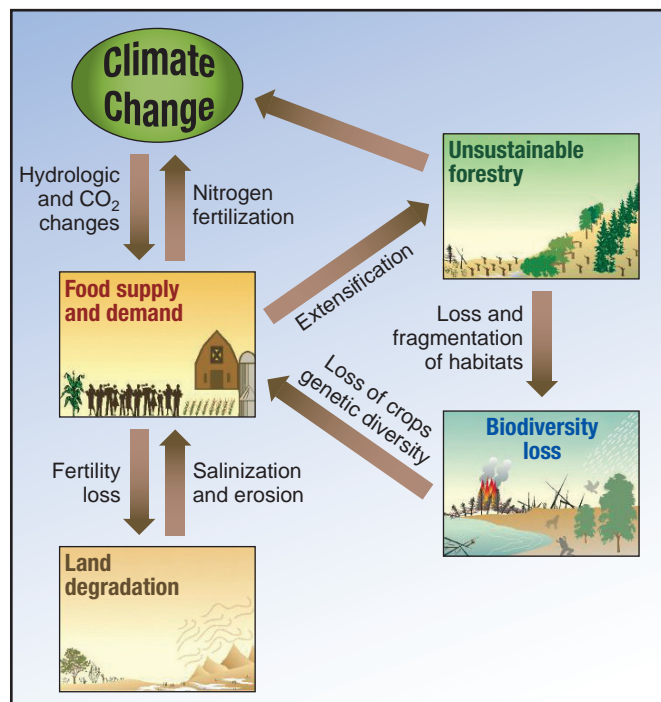 Climate
Change
Hydrologic
and CO₂
changes
Nitrogen
fertilization
Unsustainable
forestry
Food supply
and demand
Extensification
Loss and
fragmentation
of habitats
Loss of crops
genetic diversity
Biodiversity
loss
Fertility
loss
Salinization
and erosion
Land
degradation